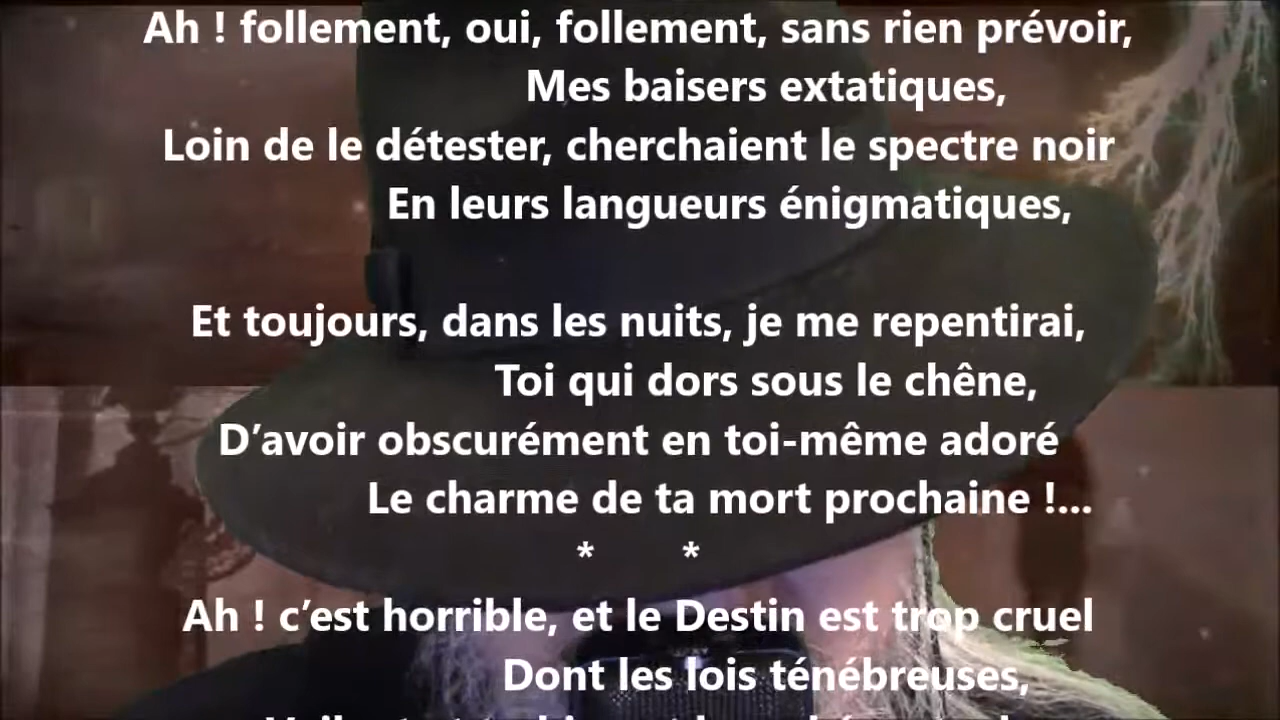 Ah ! follement, oui, follement, sans rien prévoir,
Mes baisers extatiques,
Loin de le détester, cherchaient le spectre noir
En leurs langueurs énigmatiques,
Et toujours, dans les nuits, je me repentirai,
Toi qui dors sous le chêne,
D’avoir obscurément en toi-même adoré
Le charme de ta mort prochaine !...
* *
Ah ! c’est horrible, et le Destin est trop cruel
Dont les lois ténébreuses,